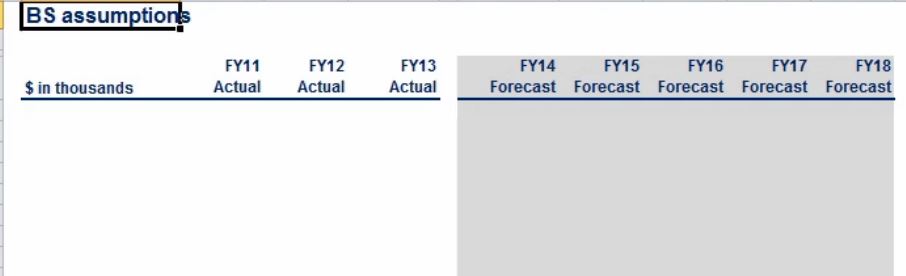 BS assumptions
FY11 FY12 FY13 FY14 FY15 FY16 FY17 FY18
$ in thousands Actual Actual Actual Forecast Forecast Forecast Forecast Forecast